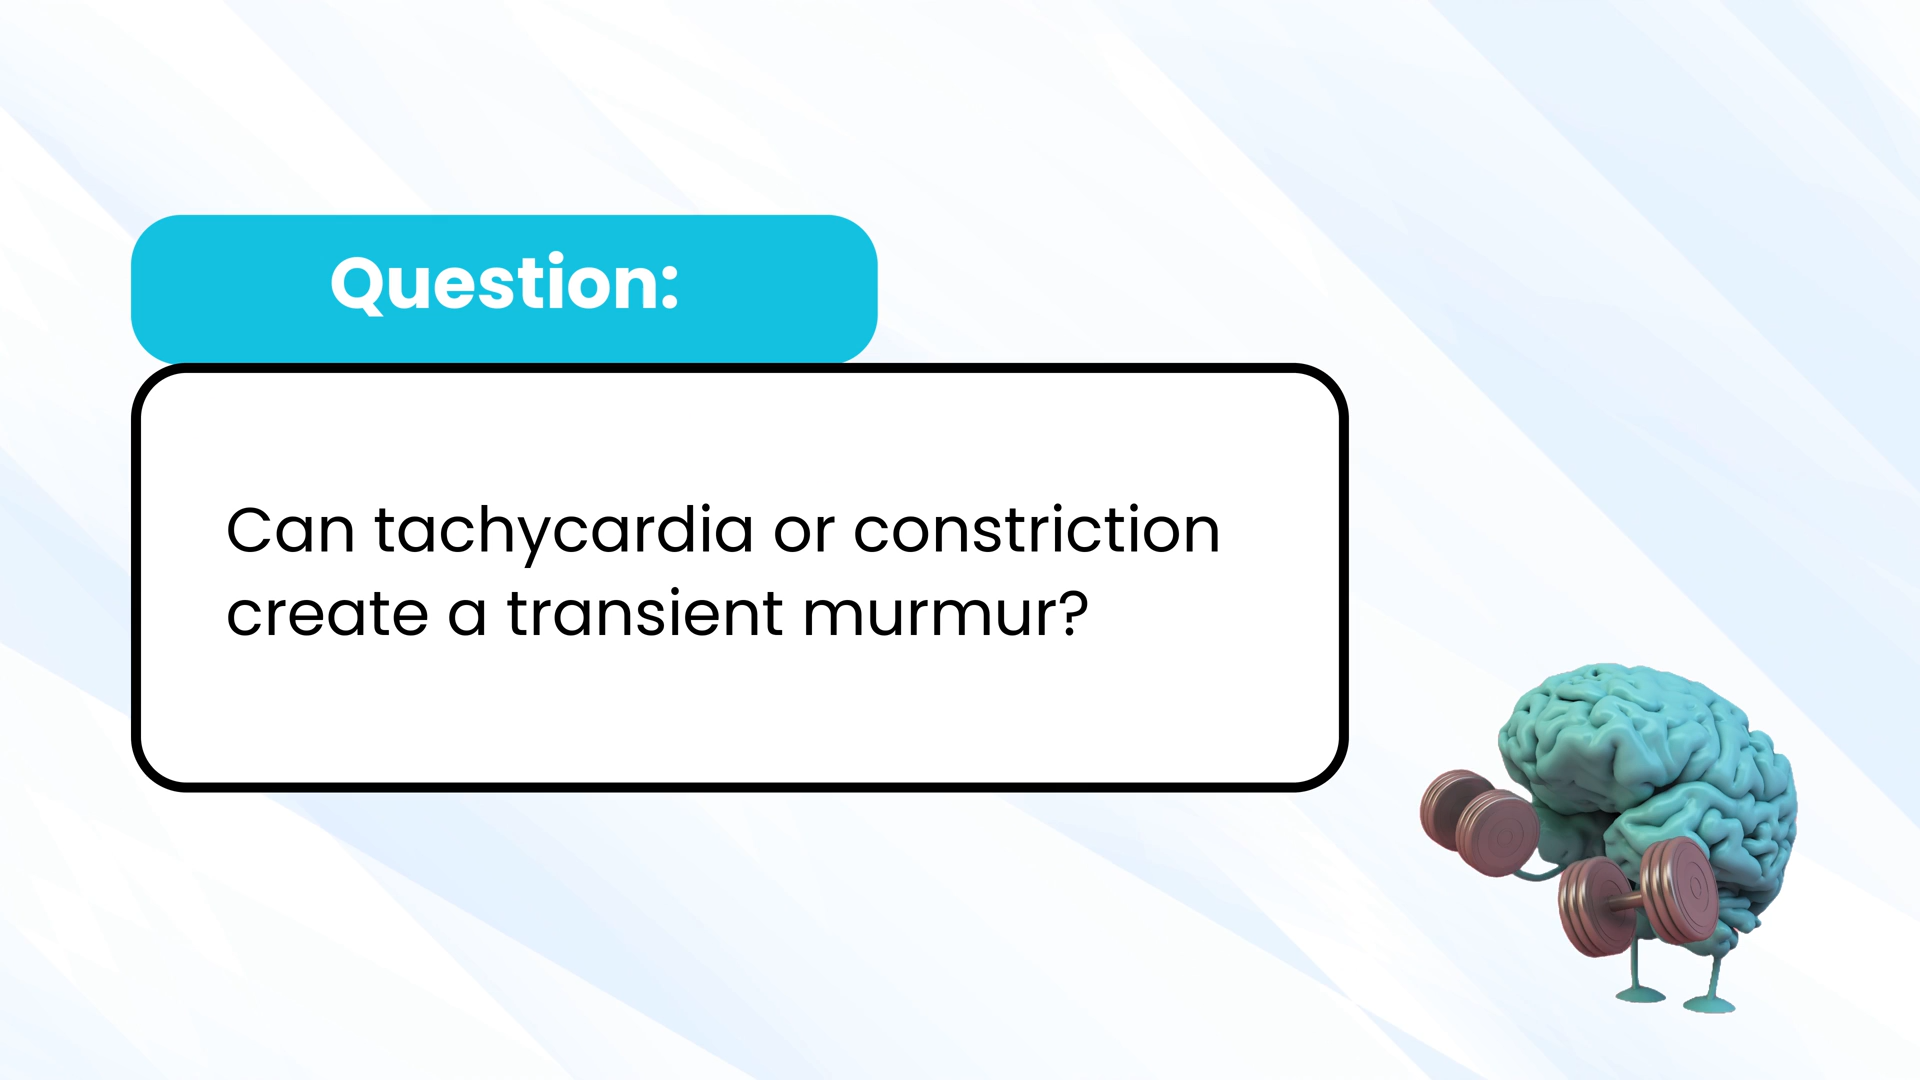 Question:
Can tachycardia or constriction
create a transient murmur?